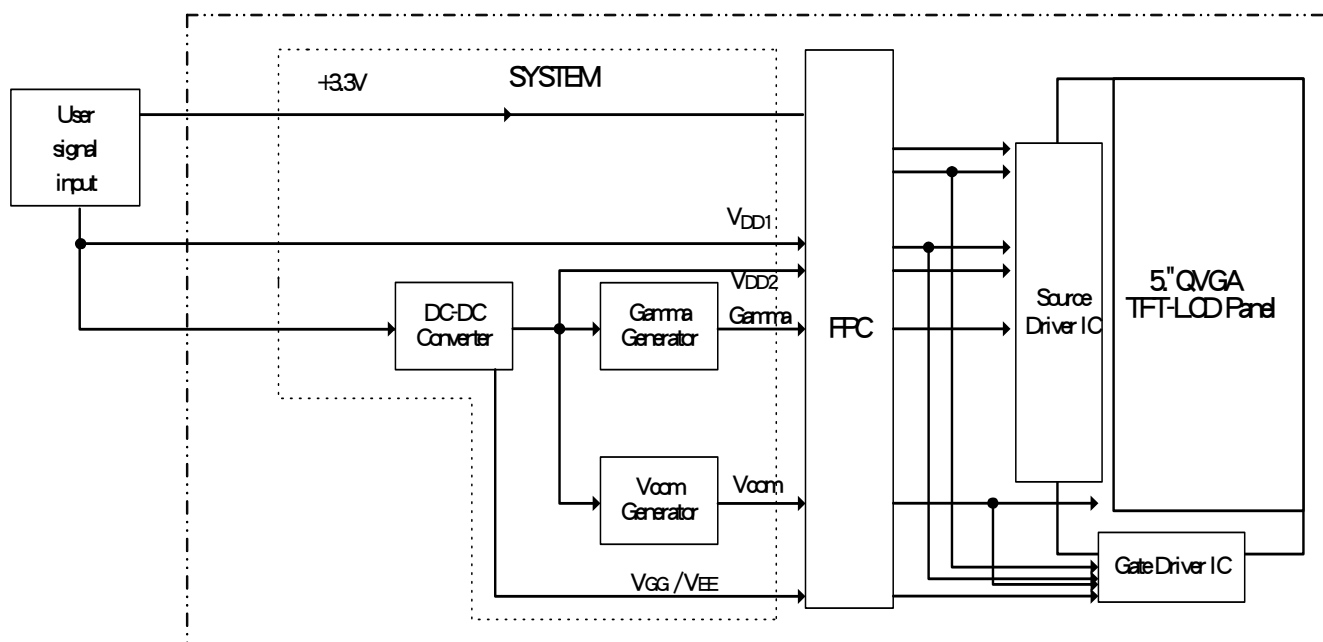 +3.3V
SYSTEM
User
signal
input
VDD1
VDD2
DC-DC
Converter
Gamma
Generator
Gamma
FPC
Source
Driver IC
5." QVGA
TFT-LCD Panel
Vcom
Generator
Vcom
VGG / VEE
Gate Driver IC